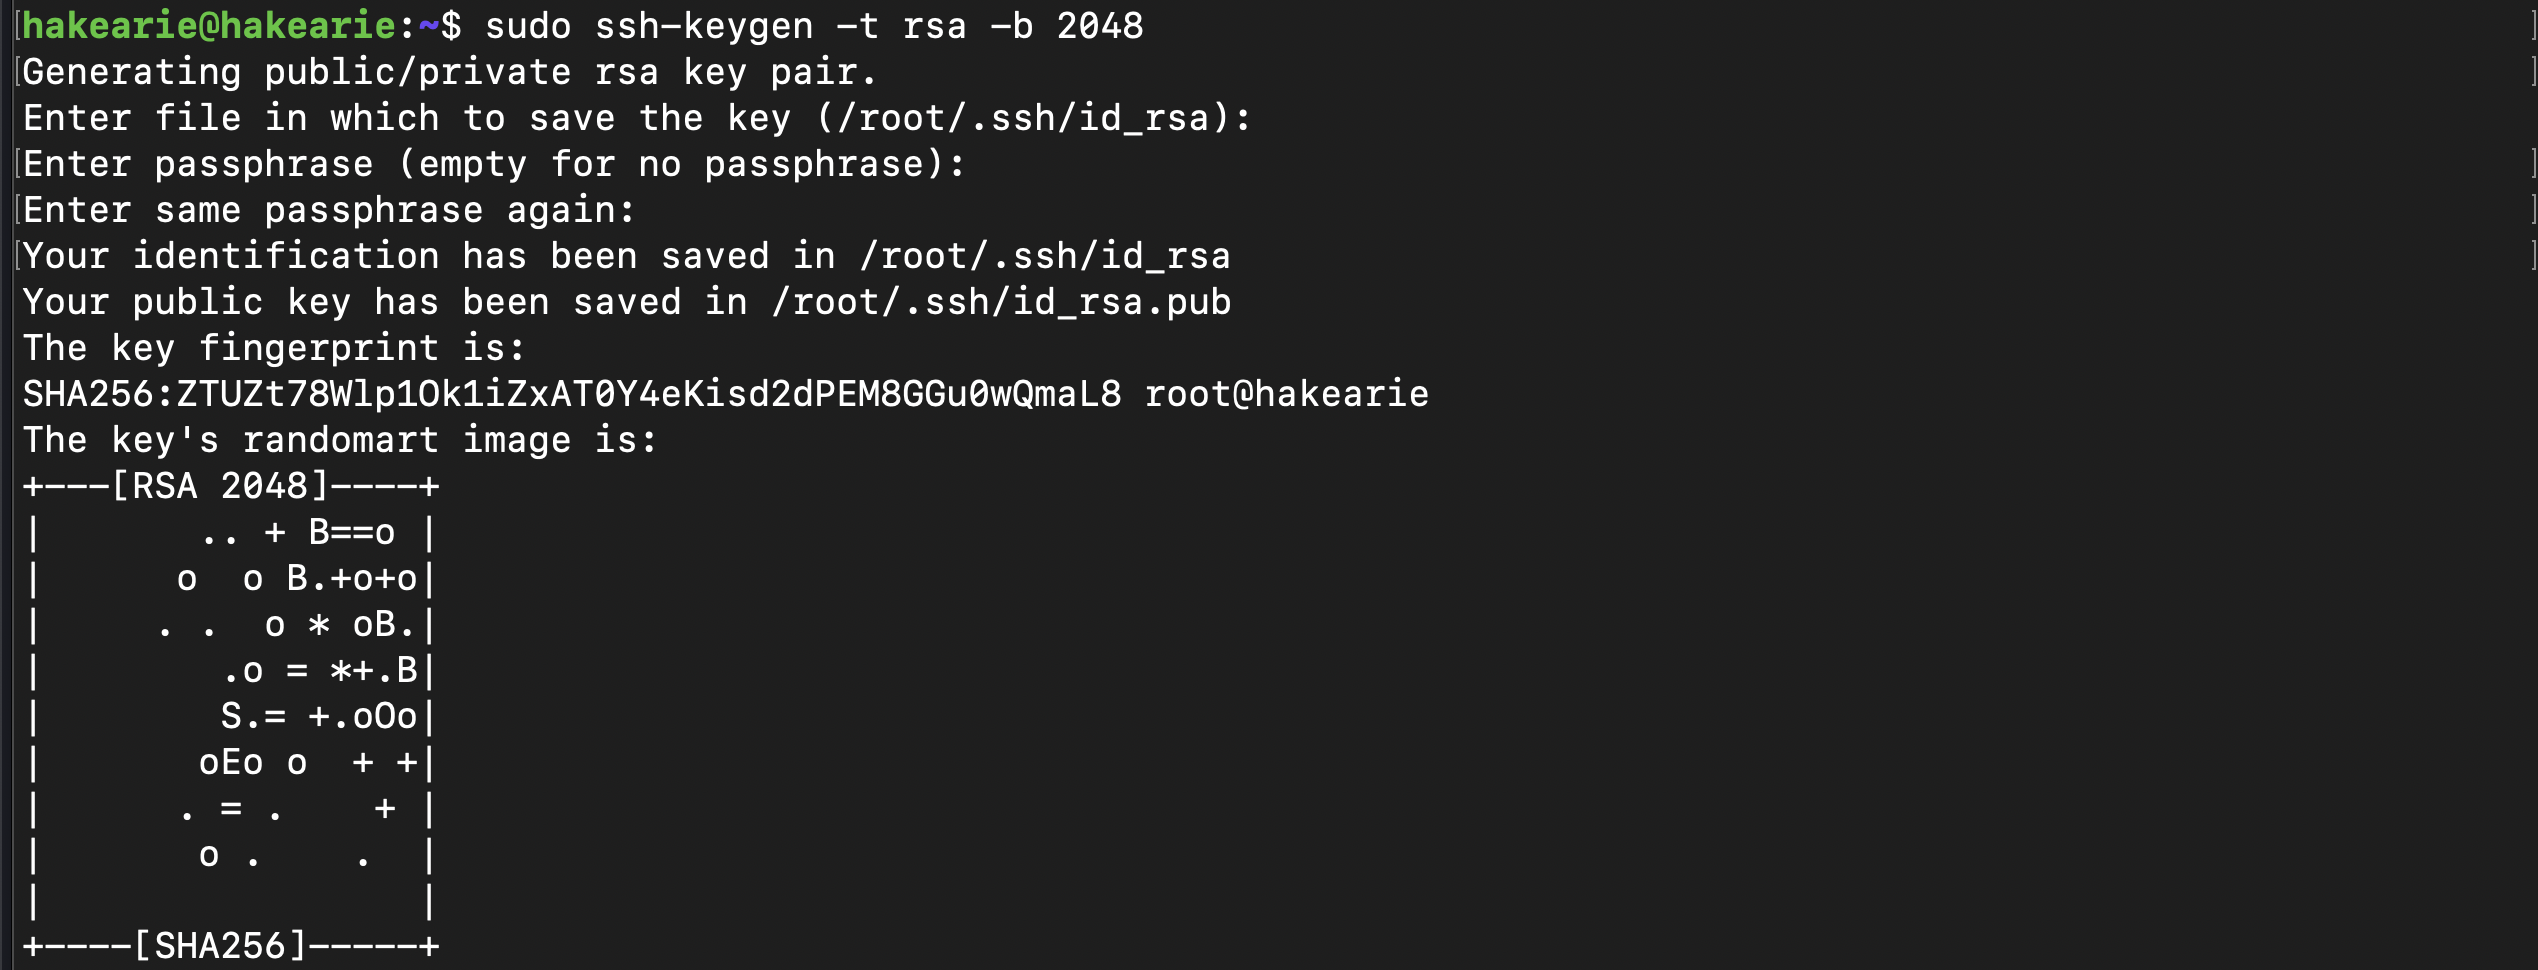 hakearie@hakearie:~$ sudo ssh-keygen -t rsa -b 2048
Generating public/private rsa key pair.
Enter file in which to save the key (/root/.ssh/id_rsa):
Enter passphrase (empty for no passphrase):
Enter same passphrase again:
Your identification has been saved in /root/.ssh/id_rsa
Your public key has been saved in /root/.ssh/id_rsa.pub
The key fingerprint is:
SHA256:ZTUZt78Wlp1Ok1iZxAT0Y4eKisd2dPEM8GGu0wQmaL8 root@hakearie
The key's randomart image is:
+---[RSA 2048]----+
|       .. + B==o |
|      o  o B.+o+o|
|     . .  o * oB.|
|        .o = *+.B|
|        S.= +.oOo|
|       oEo o  + +|
|      . = .    + |
|       o .    .  |
|                 |
+----[SHA256]-----+